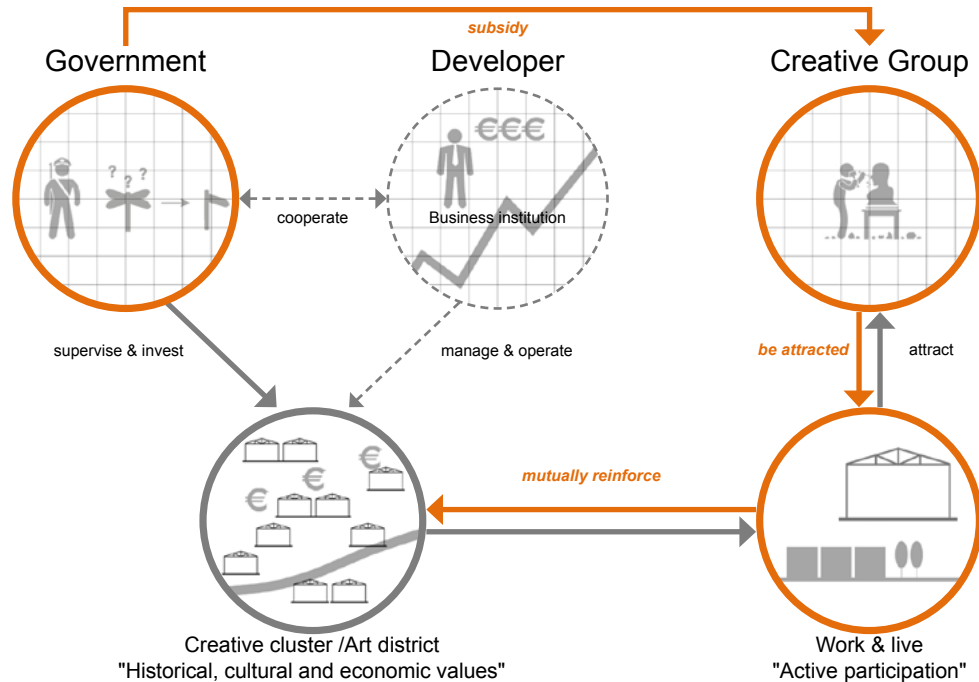 subsidy
Government
Developer
Creative Group
€€€
? ? ?
cooperate
Business institution
supervise & invest
manage & operate
be attracted
attract
€
€
€
mutually reinforce
Creative cluster /Art district
"Historical, cultural and economic values"
Work & live
"Active participation"